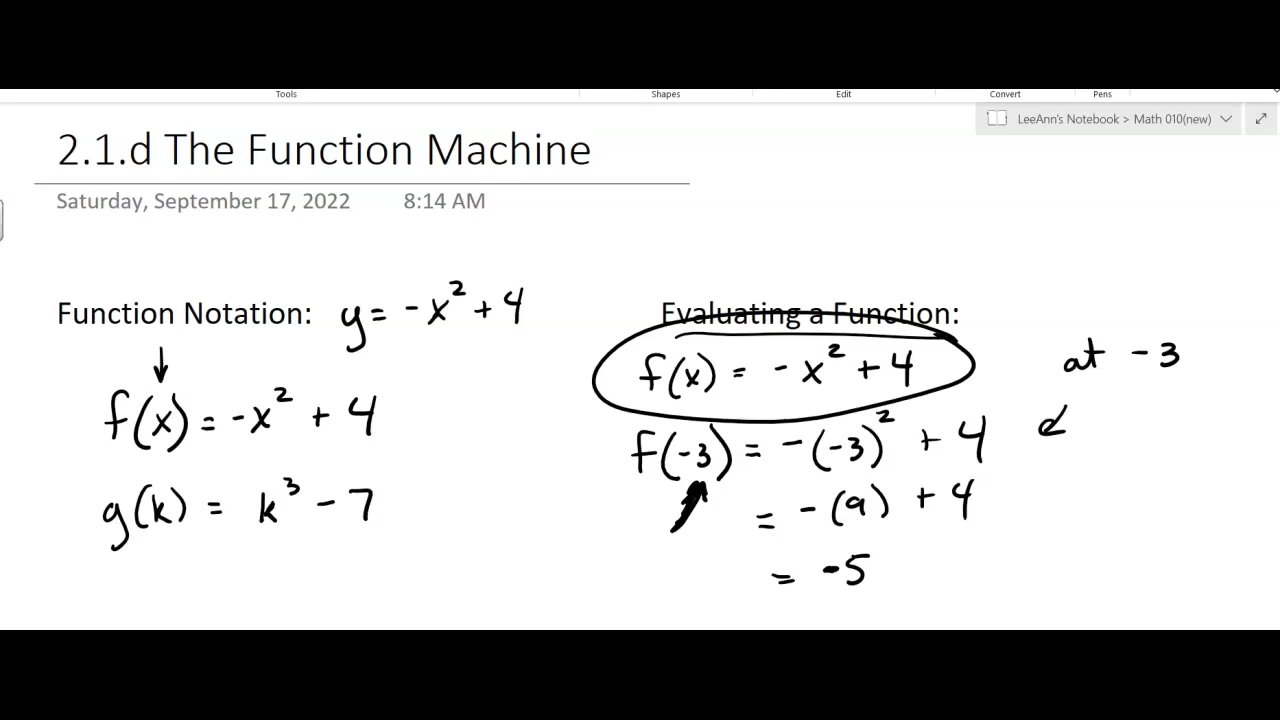 Tools Shapes Edit Convert Pens
LeeAnn's Notebook > Math 010(new)
2.1.d The Function Machine
Saturday, September 17, 2022 8:14 AM
Function Notation: y = -x² + 4
f(x) = -x² + 4
g(k) = k³ - 7
Evaluating a Function:
f(x) = -x² + 4 at -3
f(-3) = -(-3)² + 4
= -(9) + 4
= -5